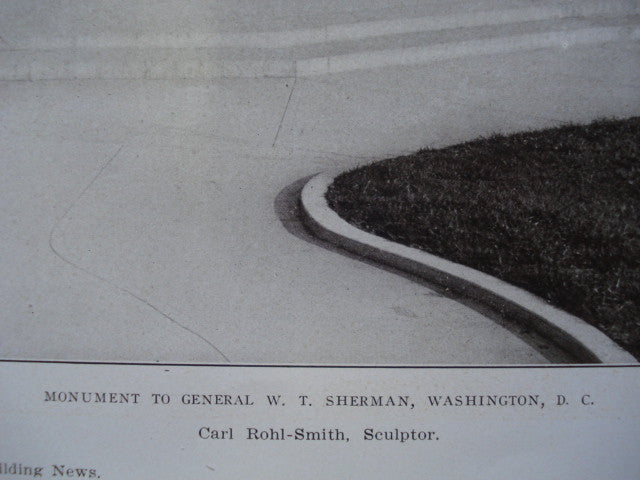 MONUMENT TO GENERAL W. T. SHERMAN, WASHINGTON, D. C.
Carl Rohl-Smith, Sculptor.
ilding News.